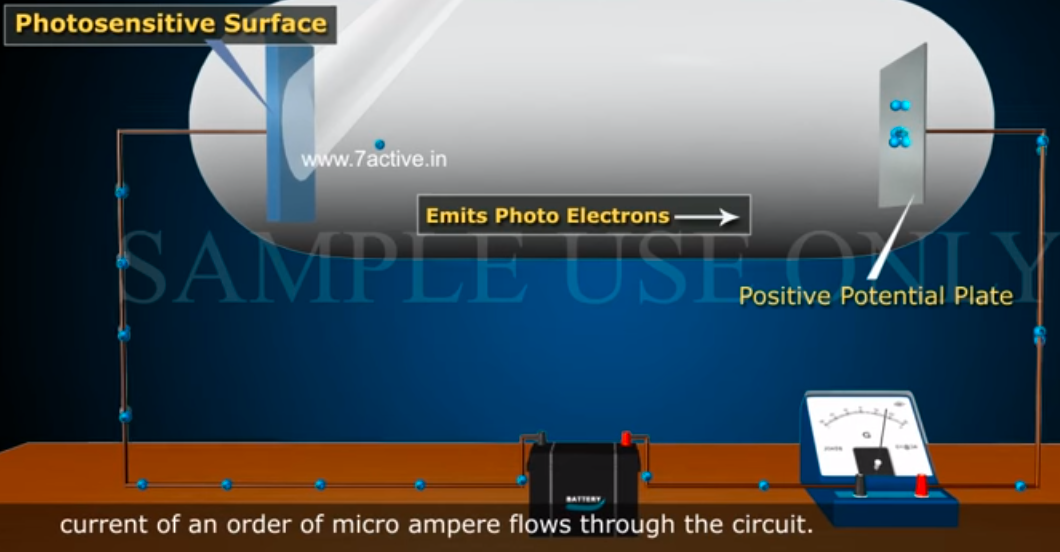 Photosensitive Surface
www.7active.in
Emits Photo Electrons
SAMPLE USE ONLY
Positive Potential Plate
G
BATTERY
current of an order of micro ampere flows through the circuit.